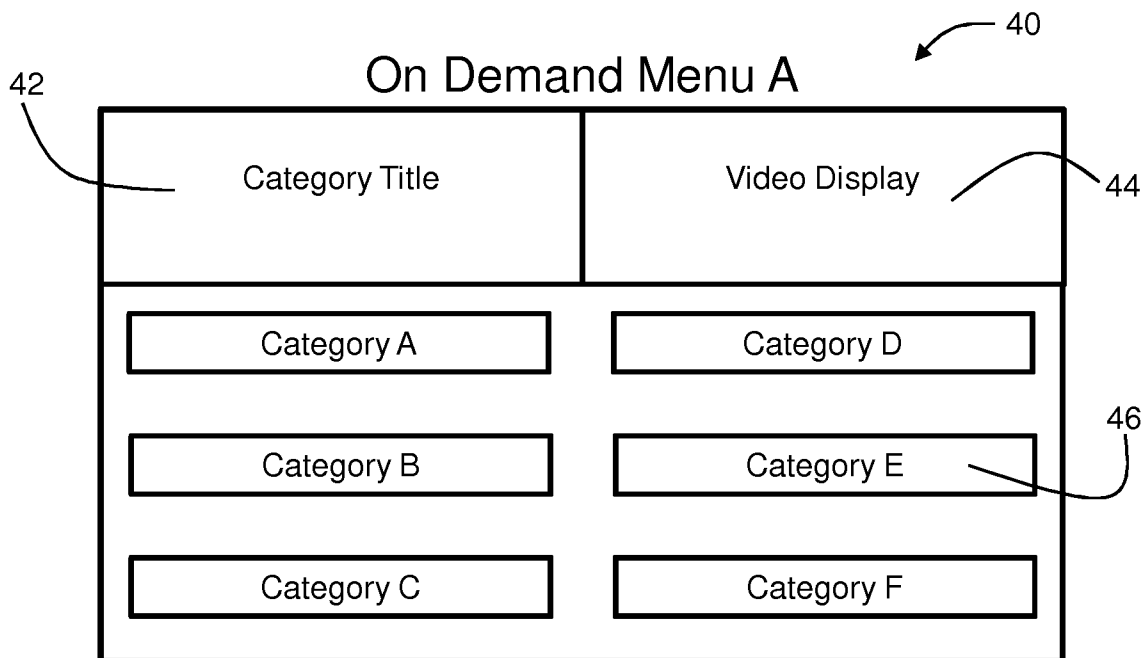 40
On Demand Menu A
42
Category Title
Video Display
44
Category A
Category D
Category B
Category E
46
Category C
Category F